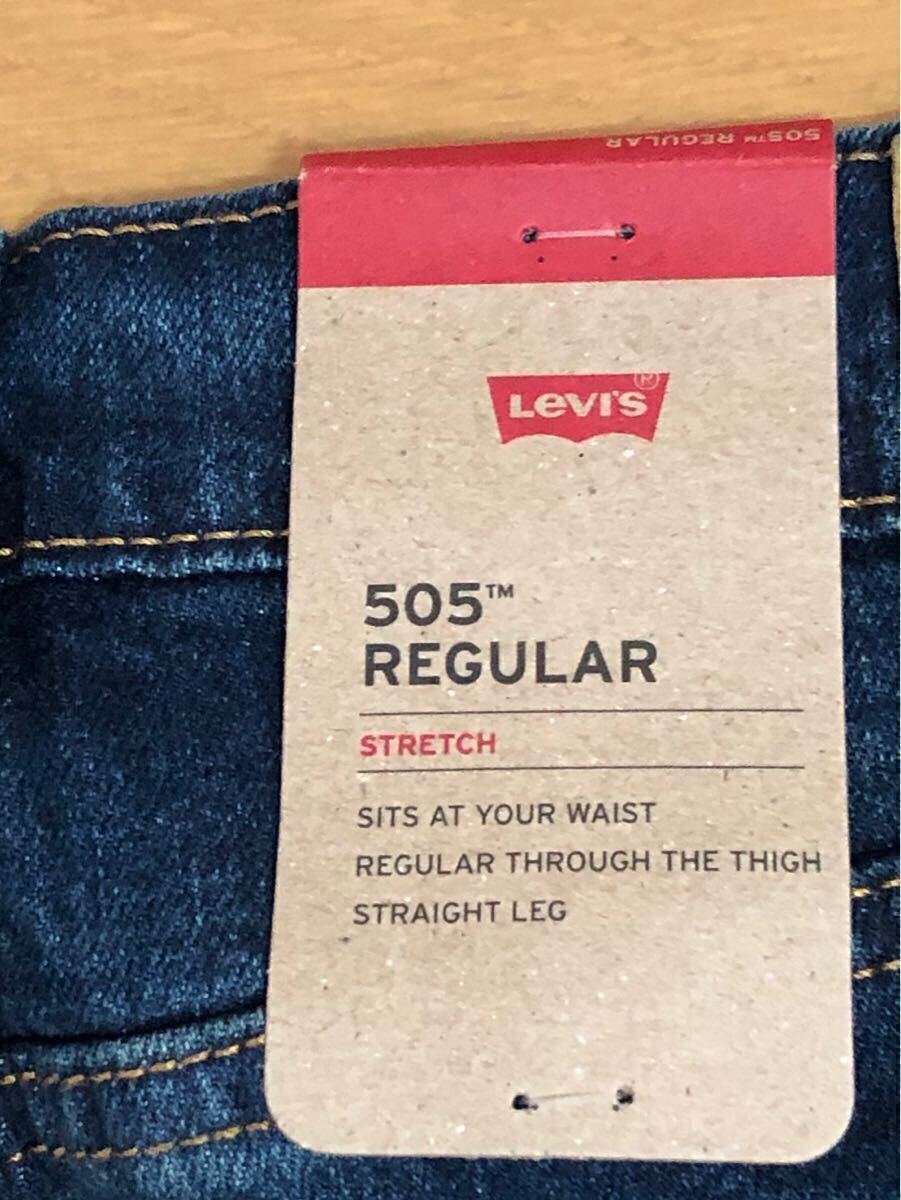 505™ REGULAR
LEVI'S®
505™
REGULAR
STRETCH
SITS AT YOUR WAIST
REGULAR THROUGH THE THIGH
STRAIGHT LEG